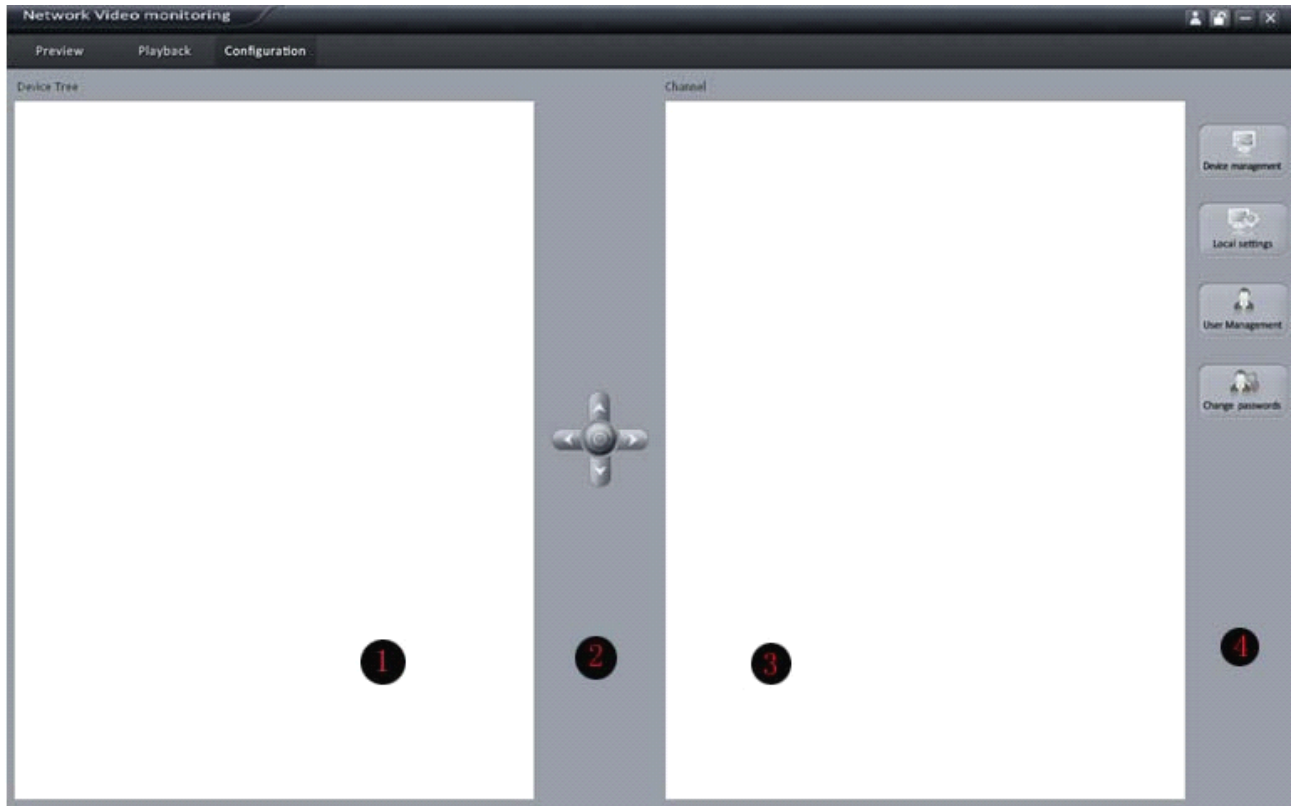 Network Video monitoring
Preview Playback Configuration
Device Tree
Channel
Device management
Local settings
User Management
Change passwords
1
2
3
4